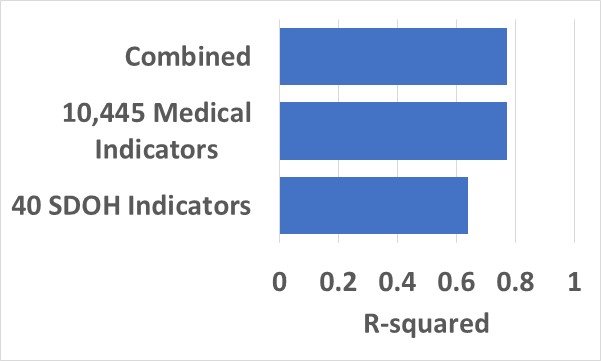 Combined
10,445 Medical
Indicators
40 SDOH Indicators
0 0.2 0.4 0.6 0.8 1
R-squared